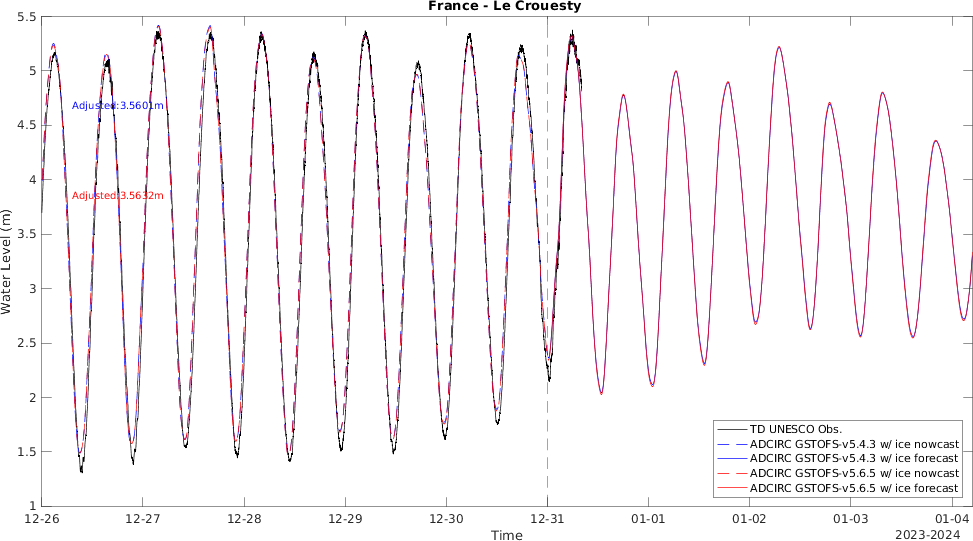 France - Le Crouesty
5.5
5
4.5
4
3.5
3
2.5
2
1.5
1
Water Level (m)
Adjusted:3.5601m
Adjusted:3.5632m
TD UNESCO Obs.
ADCIRC GSTOFS-v5.4.3 w/ ice nowcast
ADCIRC GSTOFS-v5.4.3 w/ ice forecast
ADCIRC GSTOFS-v5.6.5 w/ ice nowcast
ADCIRC GSTOFS-v5.6.5 w/ ice forecast
12-26 12-27 12-28 12-29 12-30 12-31 01-01 01-02 01-03 01-04
Time
2023-2024